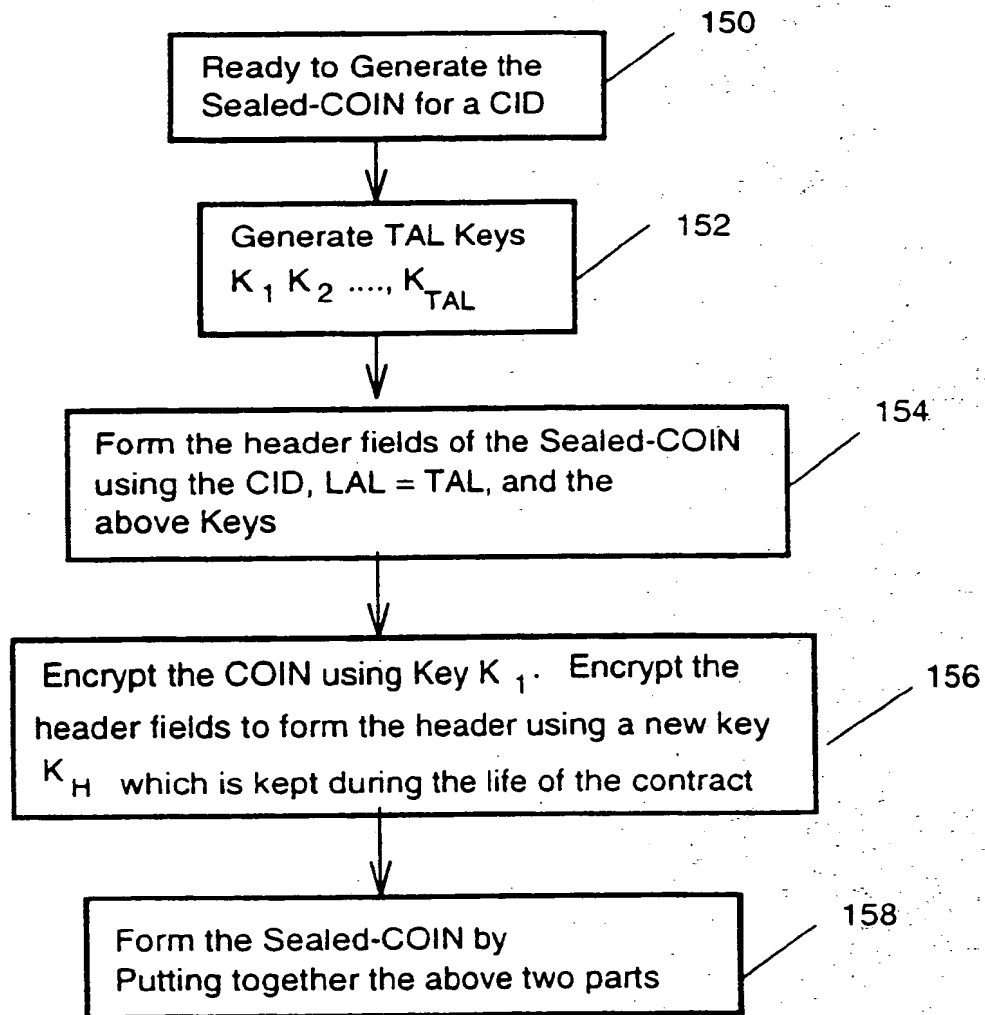 150
Ready to Generate the
Sealed-COIN for a CID
152
Generate TAL Keys
K 1 K 2 ...., K TAL
154
Form the header fields of the Sealed-COIN
using the CID, LAL = TAL, and the
above Keys
156
Encrypt the COIN using Key K 1. Encrypt the
header fields to form the header using a new key
K H which is kept during the life of the contract
158
Form the Sealed-COIN by
Putting together the above two parts